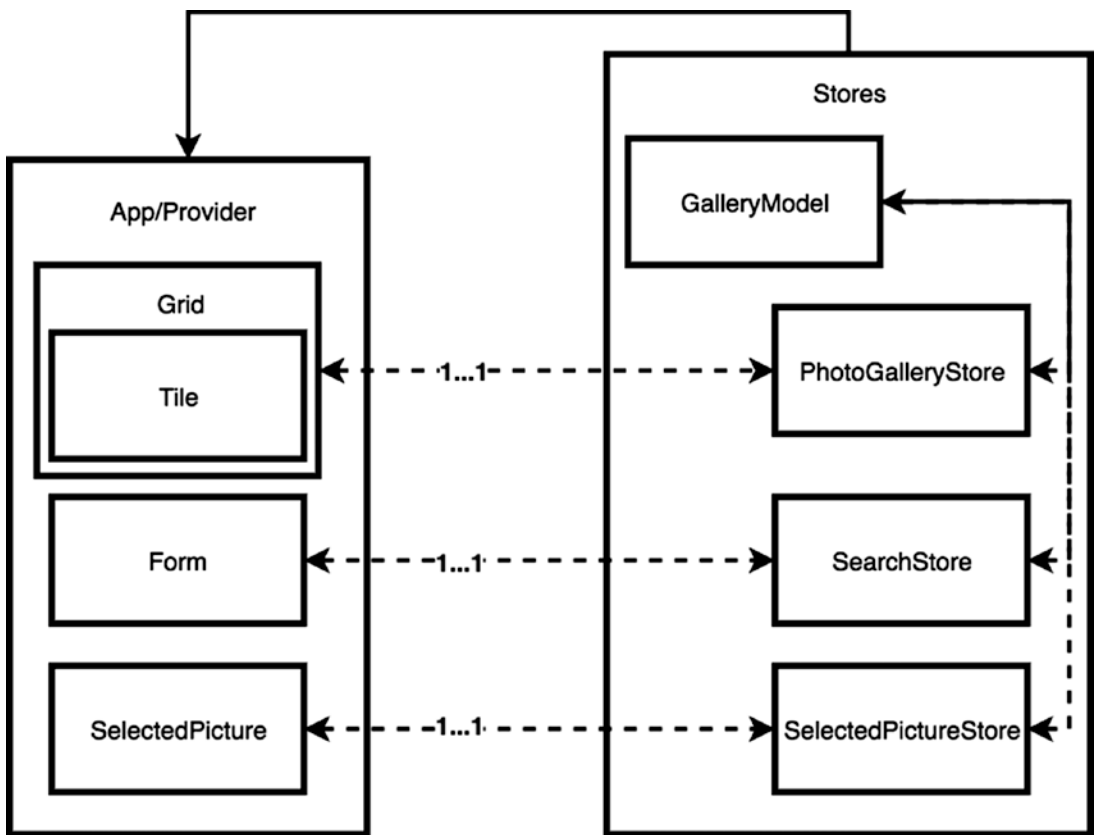 Stores
GalleryModel
App/Provider
Grid
Tile
1...1
PhotoGalleryStore
Form
1...1
SearchStore
SelectedPicture
1...1
SelectedPictureStore